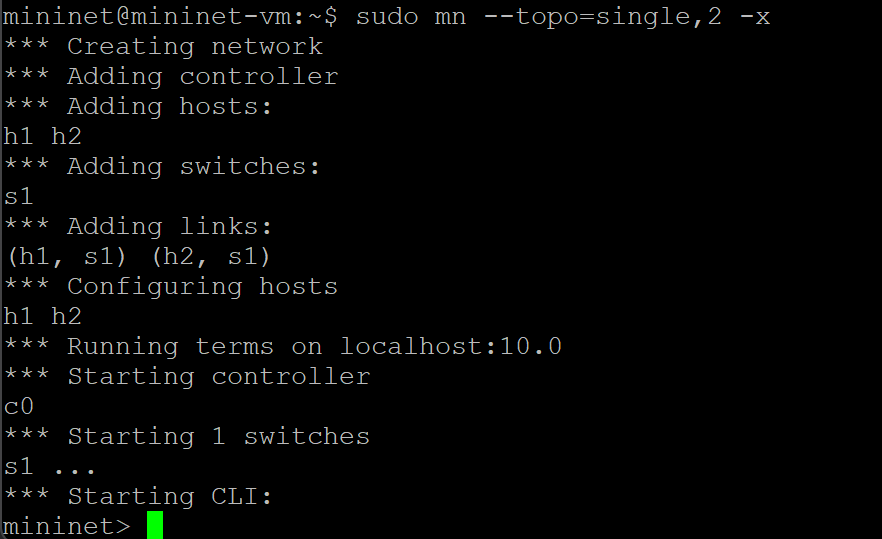 mininet@mininet-vm:~$ sudo mn --topo=single,2 -x
*** Creating network
*** Adding controller
*** Adding hosts:
h1 h2
*** Adding switches:
s1
*** Adding links:
(h1, s1) (h2, s1)
*** Configuring hosts
h1 h2
*** Running terms on localhost:10.0
*** Starting controller
c0
*** Starting 1 switches
s1 ...
*** Starting CLI:
mininet>